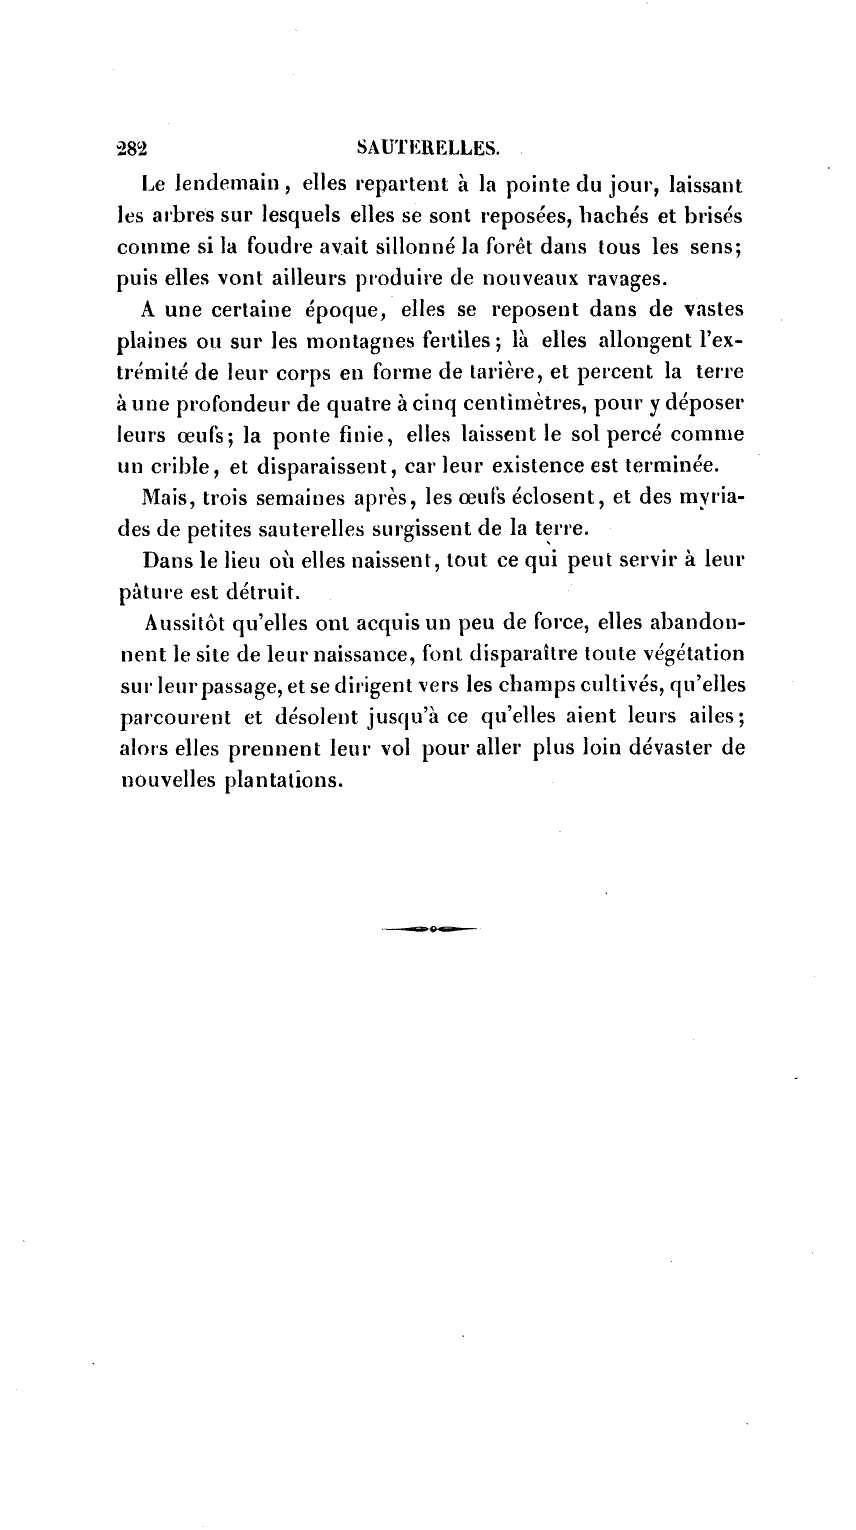 282 SAUTERELLES.
Le lendemain, elles repartent à la pointe du jour, laissant
les arbres sur lesquels elles se sont reposées, hachés et brisés
comme si la foudre avait sillonné la forêt dans tous les sens;
puis elles vont ailleurs produire de nouveaux ravages.
A une certaine époque, elles se reposent dans de vastes
plaines ou sur les montagnes fertiles; là elles allongent l'ex-
trémité de leur corps en forme de tarière, et percent la terre
à une profondeur de quatre à cinq centimètres, pour y déposer
leurs œufs; la ponte finie, elles laissent le sol percé comme
un crible, et disparaissent, car leur existence est terminée.
Mais, trois semaines après, les œufs éclosent, et des myria-
des de petites sauterelles surgissent de la terre.
Dans le lieu où elles naissent, tout ce qui peut servir à leur
pâture est détruit.
Aussitôt qu'elles ont acquis un peu de force, elles abandon-
nent le site de leur naissance, font disparaître toute végétation
sur leur passage, et se dirigent vers les champs cultivés, qu'elles
parcourent et désolent jusqu'à ce qu'elles aient leurs ailes;
alors elles prennent leur vol pour aller plus loin dévaster de
nouvelles plantations.